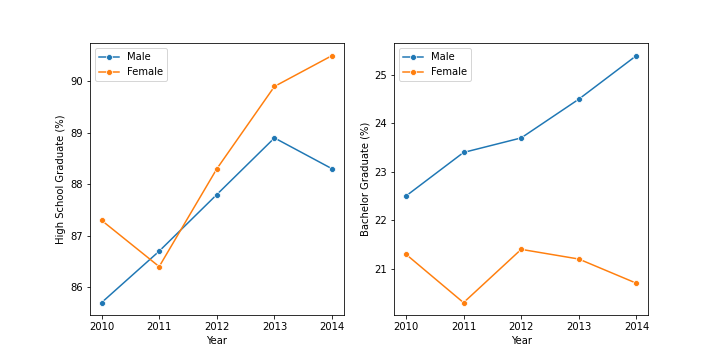 Male
Female
High School Graduate (%)
90
89
88
87
86
2010 2011 2012 2013 2014
Year
Male
Female
Bachelor Graduate (%)
25
24
23
22
21
2010 2011 2012 2013 2014
Year